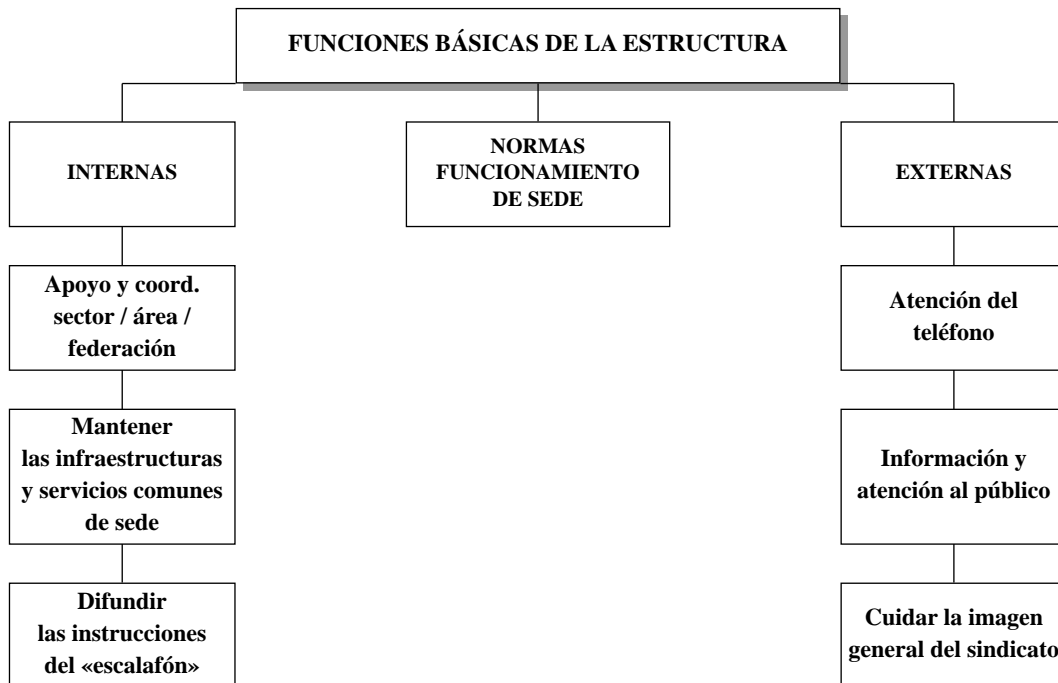 FUNCIONES BÁSICAS DE LA ESTRUCTURA
INTERNAS
NORMAS
FUNCIONAMIENTO
DE SEDE
EXTERNAS
Apoyo y coord.
sector / área /
federación
Atención del
teléfono
Mantener
las infraestructuras
y servicios comunes
de sede
Información y
atención al público
Difundir
las instrucciones
del «escalafón»
Cuidar la imagen
general del sindicato